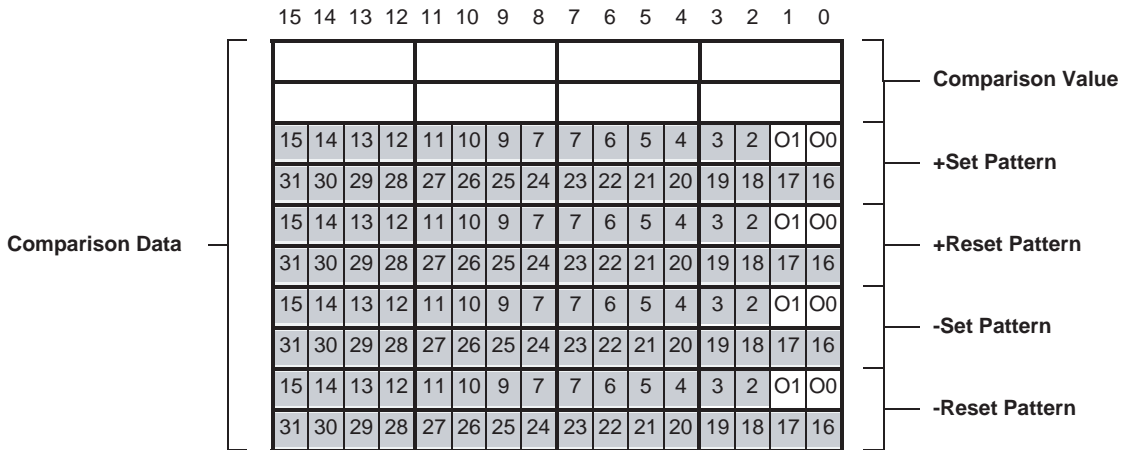 15 14 13 12 11 10 9 8 7 6 5 4 3 2 1 0
Comparison Value
15 14 13 12 11 10 9 7 7 6 5 4 3 2 O1 O0
+Set Pattern
31 30 29 28 27 26 25 24 23 22 21 20 19 18 17 16
15 14 13 12 11 10 9 7 7 6 5 4 3 2 O1 O0
Comparison Data
+Reset Pattern
31 30 29 28 27 26 25 24 23 22 21 20 19 18 17 16
15 14 13 12 11 10 9 7 7 6 5 4 3 2 O1 O0
-Set Pattern
31 30 29 28 27 26 25 24 23 22 21 20 19 18 17 16
15 14 13 12 11 10 9 7 7 6 5 4 3 2 O1 O0
-Reset Pattern
31 30 29 28 27 26 25 24 23 22 21 20 19 18 17 16